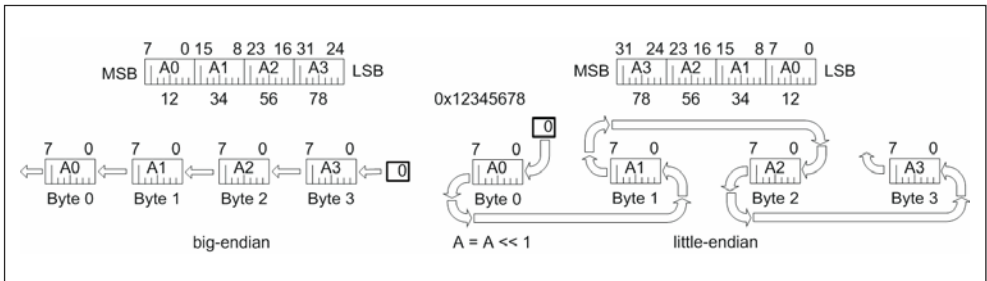 7 0 15 8 23 16 31 24
MSB A0 A1 A2 A3 LSB
12 34 56 78
7 0 7 0 7 0 7 0
A0 A1 A2 A3 0
Byte 0 Byte 1 Byte 2 Byte 3
big-endian
0x12345678
31 24 23 16 15 8 7 0
MSB A3 A2 A1 A0 LSB
78 56 34 12
0
7 0 7 0 7 0 7 0
A0 A1 A2 A3
Byte 0 Byte 1 Byte 2 Byte 3
A = A << 1 little-endian